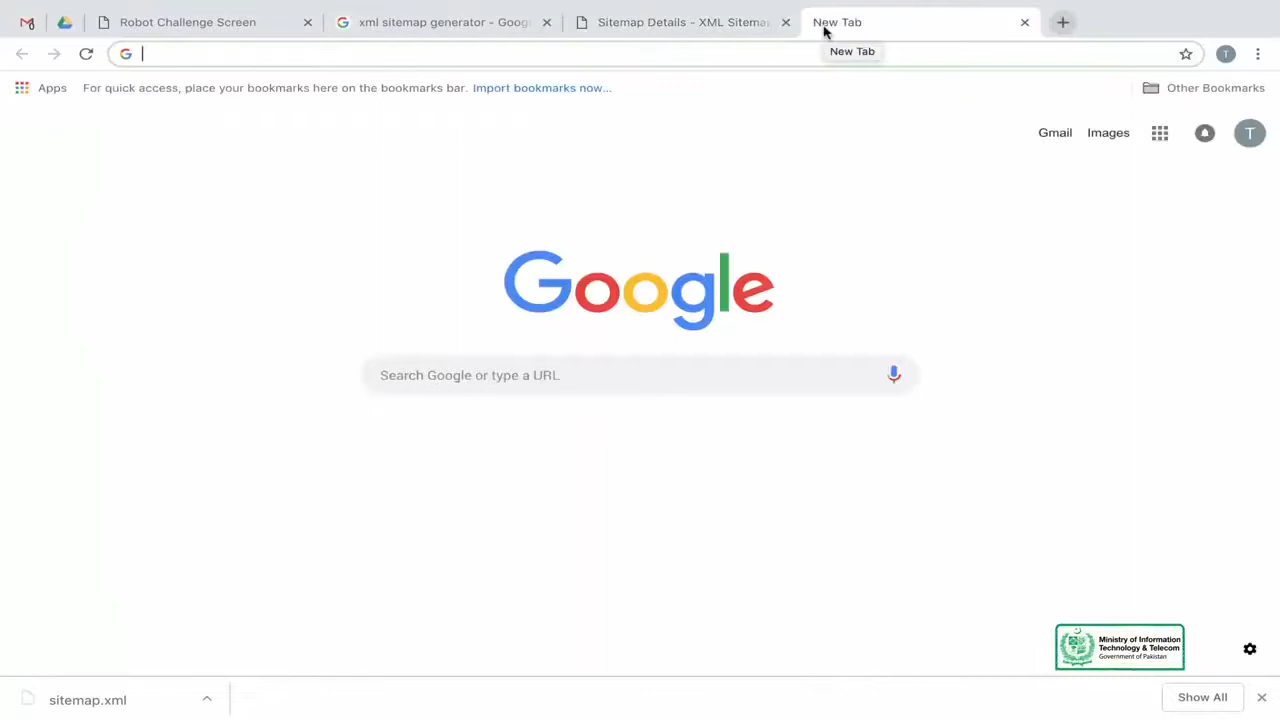 Robot Challenge Screen
xml sitemap generator - Goog
Sitemap Details - XML Sitema
New Tab
New Tab
Apps
For quick access, place your bookmarks here on the bookmarks bar. Import bookmarks now...
Other Bookmarks
T
Gmail
Images
T
Google
Search Google or type a URL
Ministry of Information
Technology & Telecom
Government of Pakistan
sitemap.xml
Show All